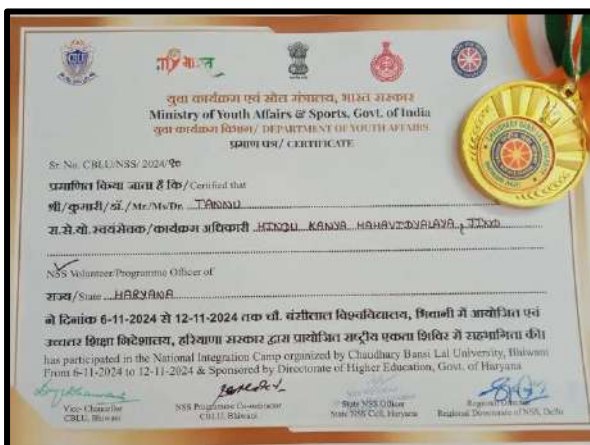 CBLU
युवा कार्यक्रम एवं खेल मंत्रालय, भारत सरकार
Ministry of Youth Affairs & Sports, Govt. of India
युवा कार्यक्रम विभाग/ DEPARTMENT OF YOUTH AFFAIRS
प्रमाण पत्र/ CERTIFICATE
Sr. No. CBLU/NSS/ 2024/90
प्रमाणित किया जाता है कि/Certified that
श्री/कुमारी/डॉ./Mr/Ms/Dr. TANNU
रा.से.यो. स्वयंसेवक/कार्यक्रम अधिकारी HINDU KANYA MAHAVIDYALAYA, JIND
NSS Volunteer/Programme Officer of
राज्य/State HARYANA
ने दिनांक 6-11-2024 से 12-11-2024 तक चौ. बंसीलाल विश्वविद्यालय, भिवानी में आयोजित एवं
उच्चतर शिक्षा निदेशालय, हरियाणा सरकार द्वारा प्रायोजित राष्ट्रीय एकता शिविर में सहभागिता की।
has participated in the National Integration Camp organized by Chaudhary Bansi Lal University, Bhiwani
From 6-11-2024 to 12-11-2024 & Sponsored by Directorate of Higher Education, Govt. of Haryana
Vice- Chancellor
CBLU, Bhiwani
NSS Programme Co-ordinator
CBLU, Bhiwani
State NSS Officer
State NSS Cell, Haryana
Regional Director
Regional Directorate of NSS, Delhi
CHAUDHARY BANSI LAL UNIVERSITY